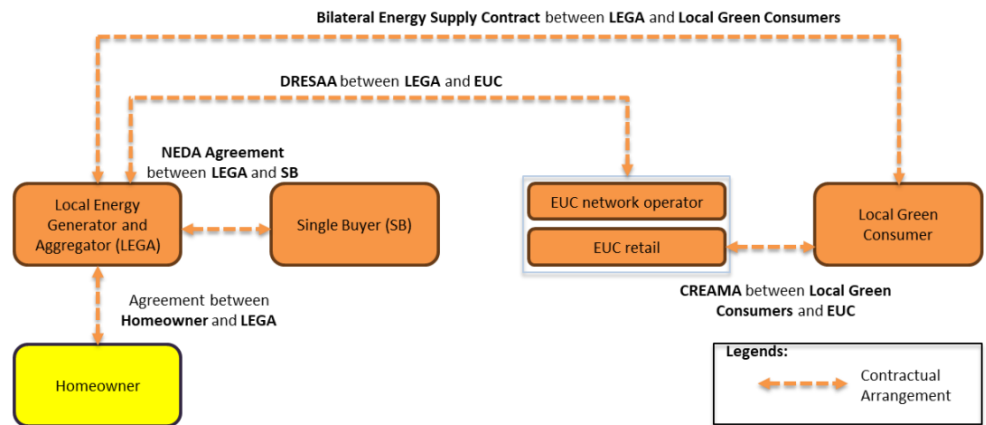 Bilateral Energy Supply Contract between LEGA and Local Green Consumers
DRESAA between LEGA and EUC
NEDA Agreement
between LEGA and SB
Local Energy
Generator and
Aggregator (LEGA)
Single Buyer (SB)
EUC network operator
EUC retail
Local Green
Consumer
CREAMA between Local Green
Consumers and EUC
Agreement between
Homeowner and LEGA
Homeowner
Legends:
Contractual
Arrangement